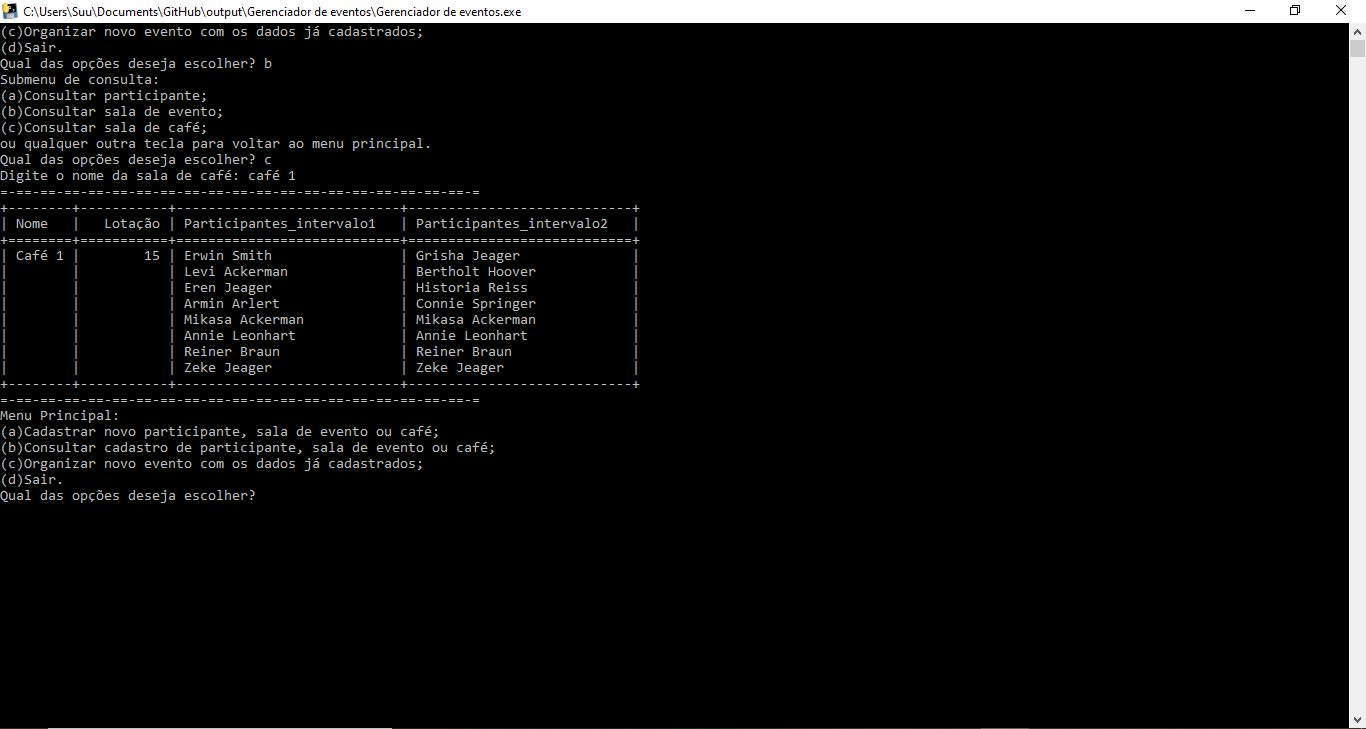 C:\Users\Suu\Documents\GitHub\output\Gerenciador de eventos\Gerenciador de eventos.exe
(c)Organizar novo evento com os dados já cadastrados;
(d)Sair.
Qual das opções deseja escolher? b
Submenu de consulta:
(a)Consultar participante;
(b)Consultar sala de evento;
(c)Consultar sala de café;
ou qualquer outra tecla para voltar ao menu principal.
Qual das opções deseja escolher? c
Digite o nome da sala de café: café 1
=-==-==-==-==-==-==-==-==-==-==-==-==-==-==-==-==-==-==-==-=
+--------+-----------+----------------------------+----------------------------+
| Nome   |   Lotação | Participantes_intervalo1   | Participantes_intervalo2   |
+========+===========+============================+============================+
| Café 1 |        15 | Erwin Smith                | Grisha Jeager              |
|        |           | Levi Ackerman              | Bertholt Hoover            |
|        |           | Eren Jeager                | Historia Reiss             |
|        |           | Armin Arlert               | Connie Springer            |
|        |           | Mikasa Ackerman            | Mikasa Ackerman            |
|        |           | Annie Leonhart             | Annie Leonhart             |
|        |           | Reiner Braun               | Reiner Braun               |
|        |           | Zeke Jeager                | Zeke Jeager                |
+--------+-----------+----------------------------+----------------------------+
=-==-==-==-==-==-==-==-==-==-==-==-==-==-==-==-==-==-==-==-=
Menu Principal:
(a)Cadastrar novo participante, sala de evento ou café;
(b)Consultar cadastro de participante, sala de evento ou café;
(c)Organizar novo evento com os dados já cadastrados;
(d)Sair.
Qual das opções deseja escolher?